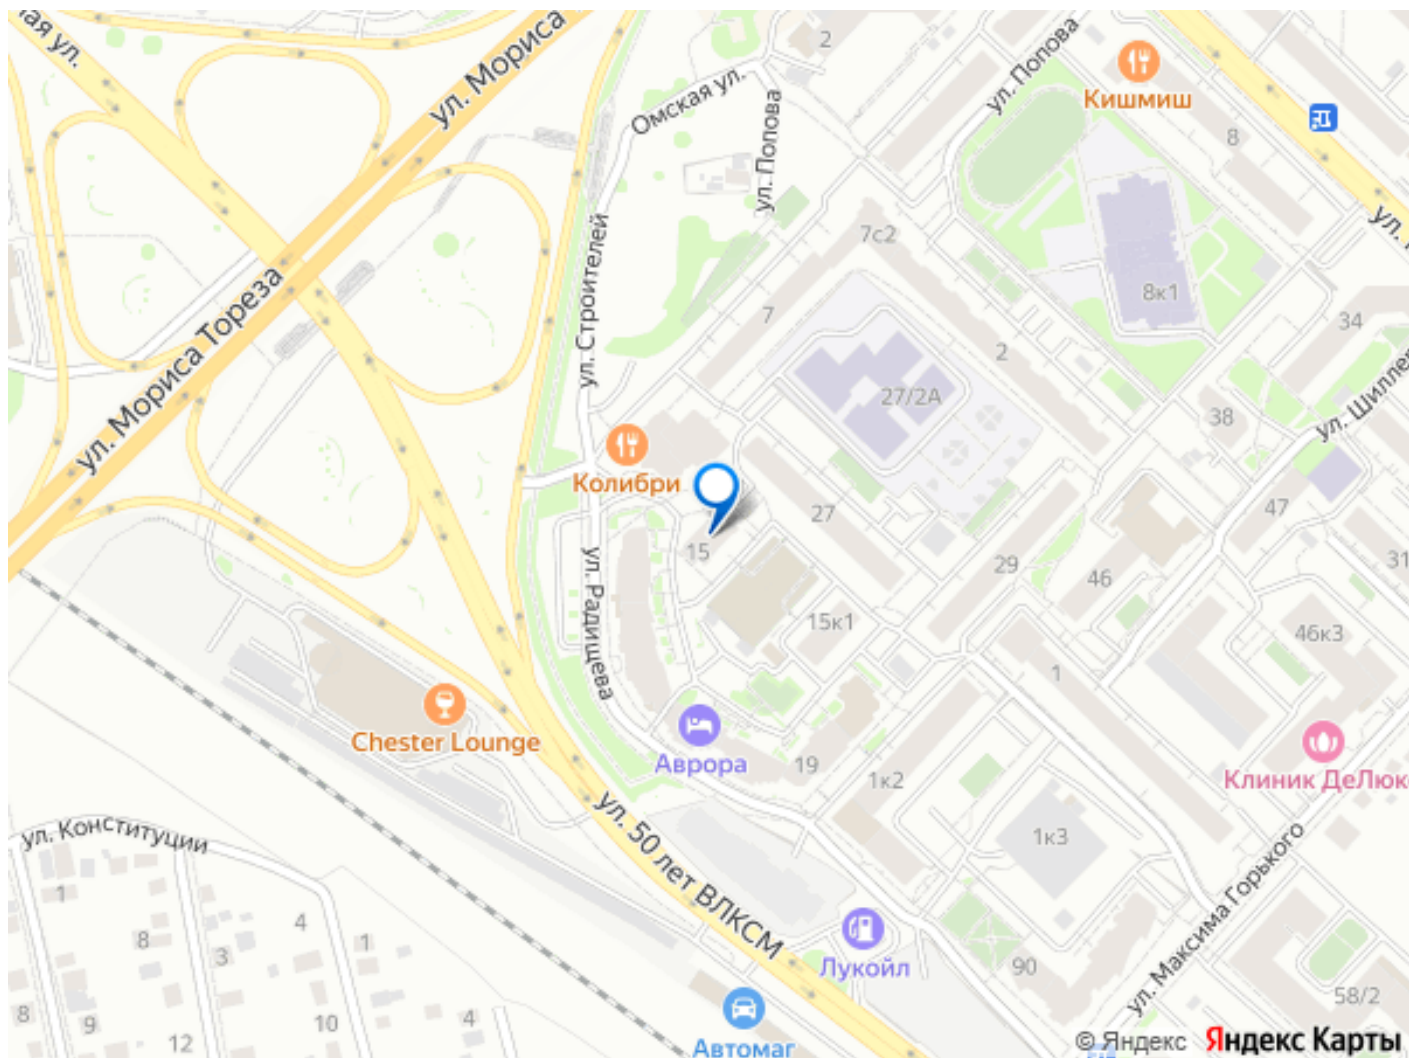 ная ул.
ул. Мориса
ул. Мориса Тореза
Омская ул.
2
ул. Попова
ул. Попова
Кишмиш
8
ул. Строителей
7с2
7
2
8к1
34
27/2А
38
ул. Шиллер
Колибри
27
47
15
29
46
31
15к1
46к3
1
ул. Радищева
Chester Lounge
Аврора
19
1к2
Клиник ДеЛюкс
ул. Конституции
ул. 50 лет ВЛКСМ
1к3
ул. Максима Горького
1
4
8
3
1
Лукойл
90
58/2
8
9
12
10
4
Автомаг
© Яндекс Яндекс Карты